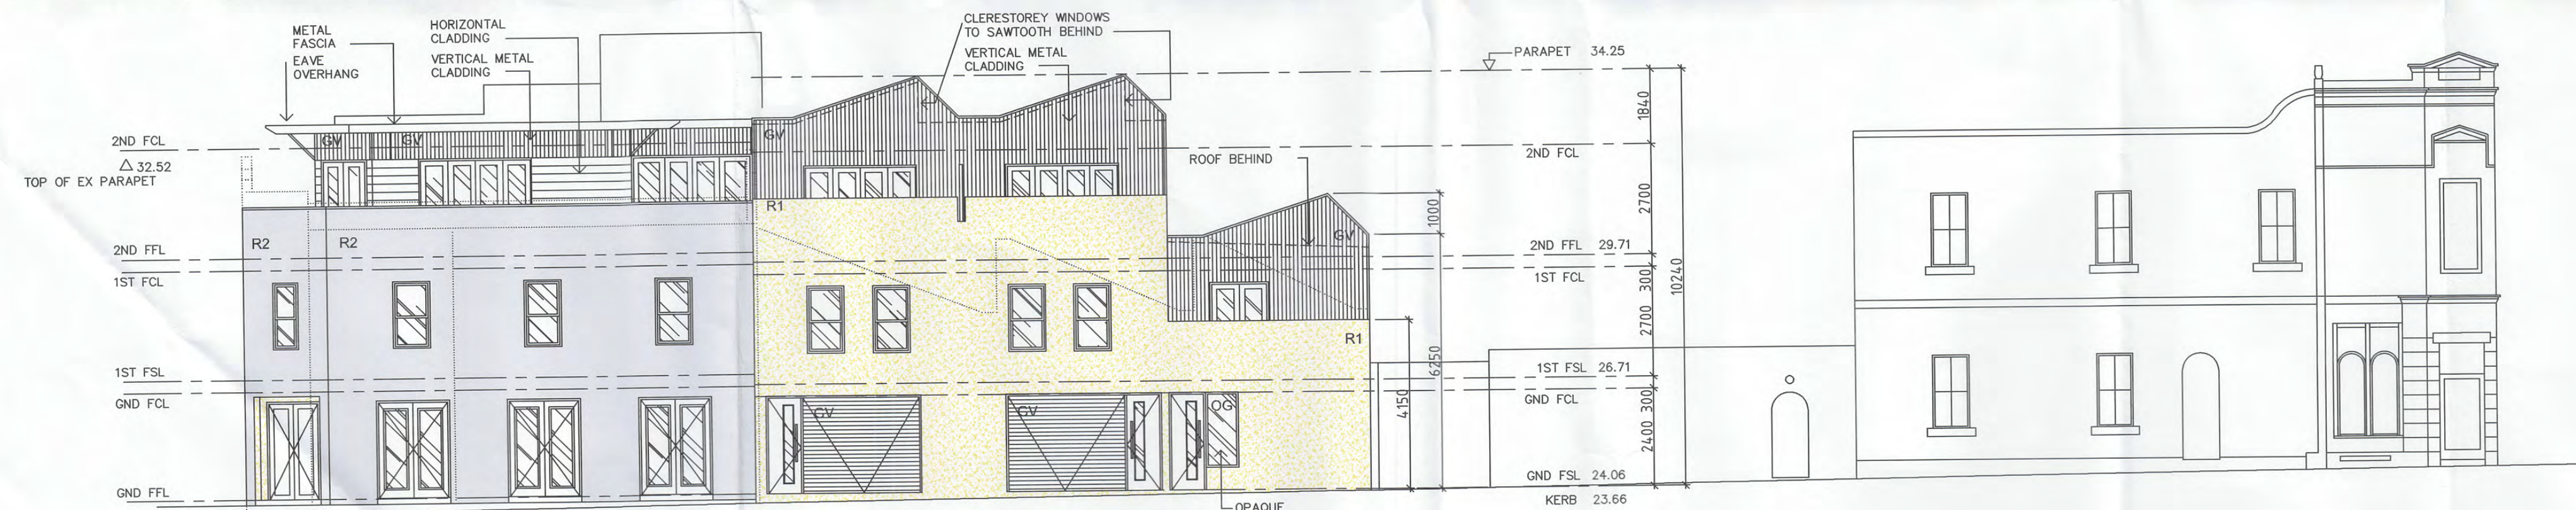 METAL
FASCIA
EAVE
OVERHANG
HORIZONTAL
CLADDING
VERTICAL METAL
CLADDING
CLERESTOREY WINDOWS
TO SAWTOOTH BEHIND
VERTICAL METAL
CLADDING
PARAPET 34.25
2ND FCL
32.52
TOP OF EX PARAPET
GV
GV
GV
ROOF BEHIND
2ND FCL
1840
2700
R1
R2
R2
GV
1000
2ND FFL
1ST FCL
2ND FFL 29.71
1ST FCL
300
10240
2700
R1
6250
4150
1ST FSL
GND FCL
1ST FSL 26.71
GND FCL
300
2400
GV
GV
OG
GND FFL
GND FSL 24.06
KERB 23.66
OPAQUE